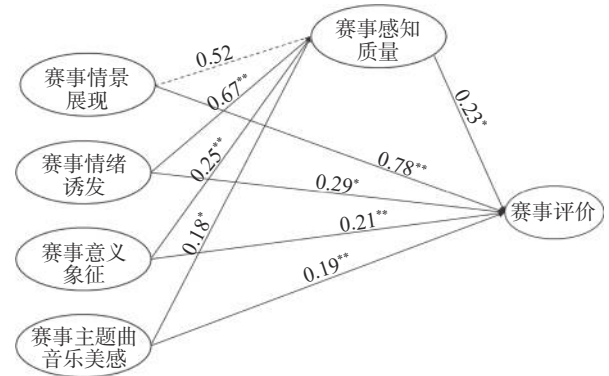 赛事感知
质量
0.52
赛事情景
展现
0.67**
0.23*
0.78**
赛事情绪
诱发
0.25**
0.29*
赛事评价
0.18*
0.21**
赛事意义
象征
0.19**
赛事主题曲
音乐美感